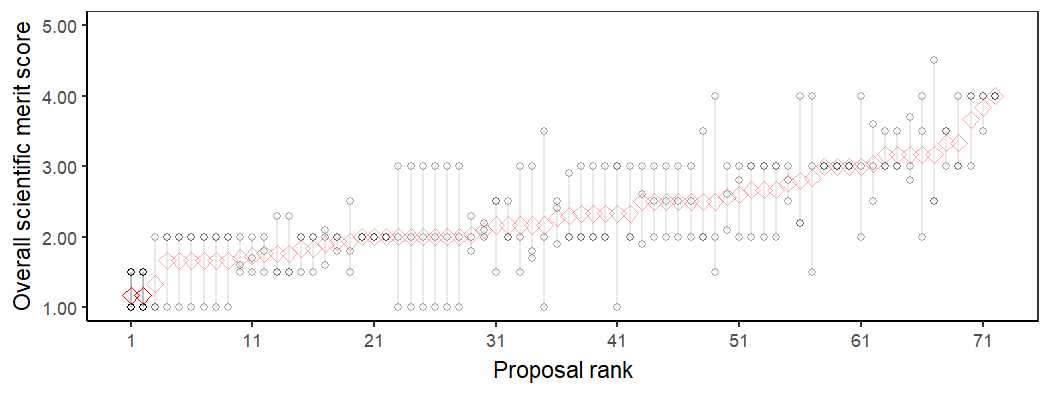 Overall scientific merit score
5.00
4.00
3.00
2.00
1.00
1 11 21 31 41 51 61 71
Proposal rank